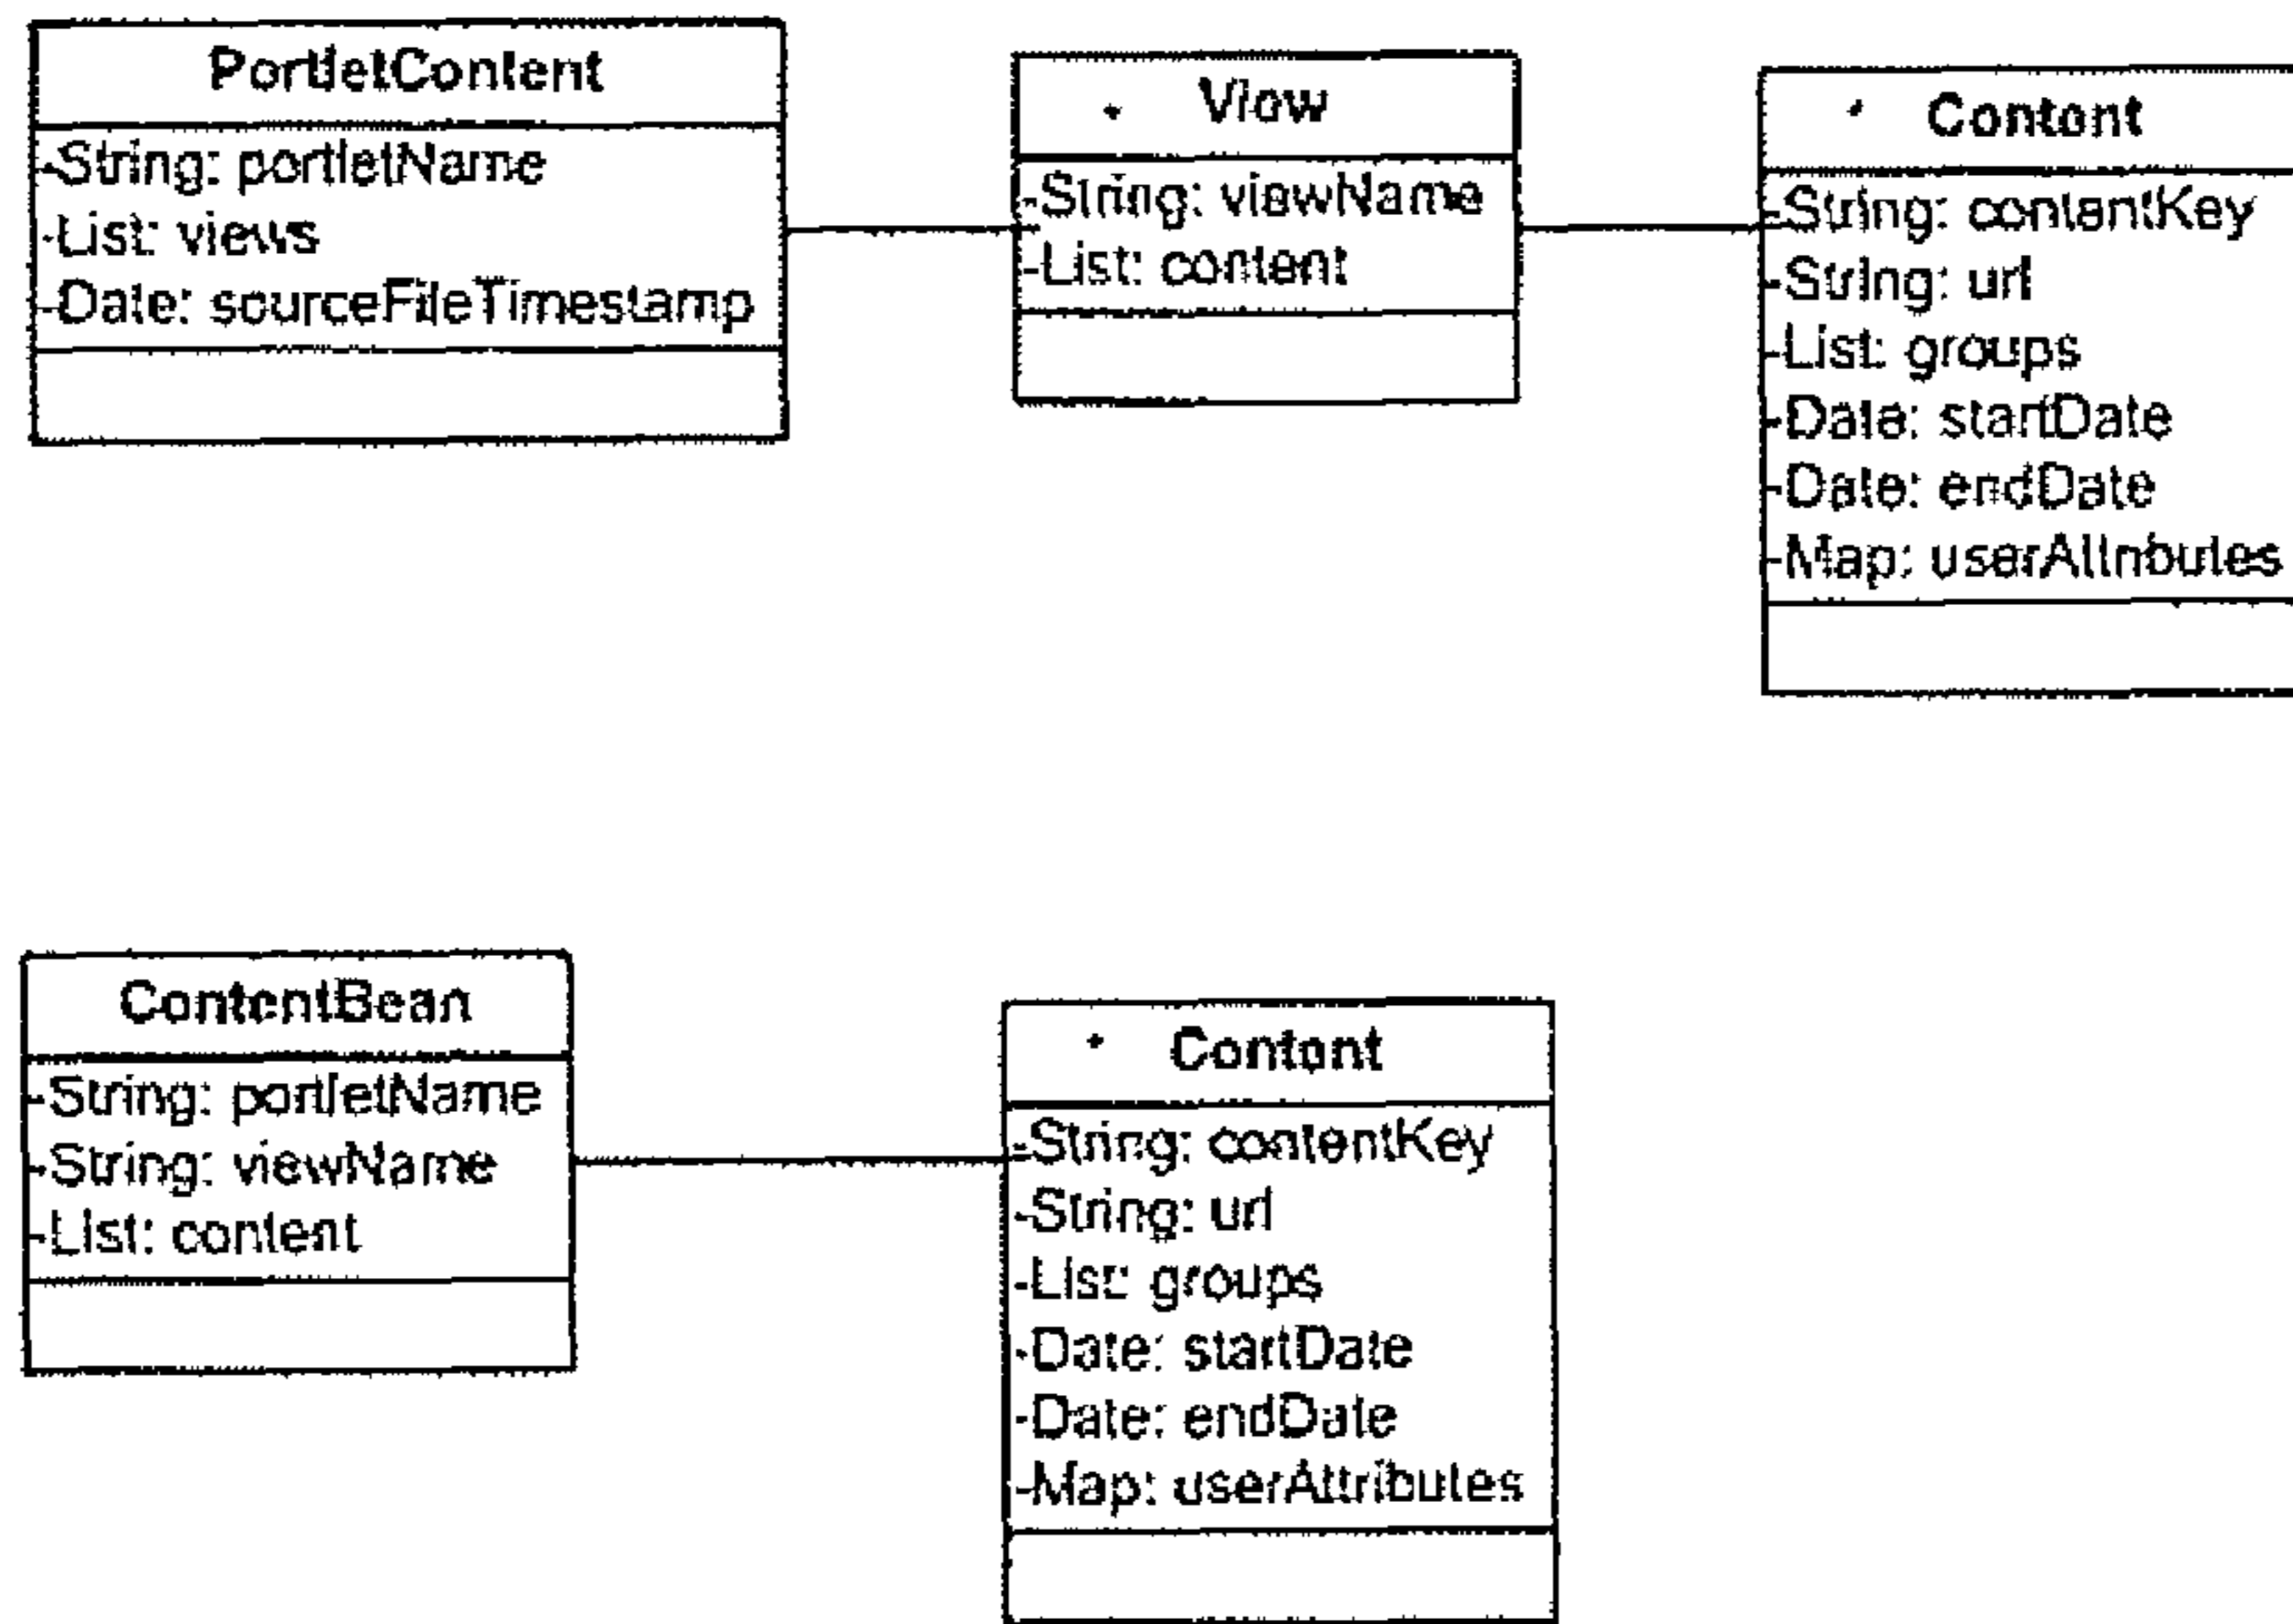 PortletContent
-String: portletName
-List: views
-Date: sourceFileTimestamp
* View
-String: viewName
-List: content
* Content
-String: contentKey
-String: url
-List: groups
-Date: startDate
-Date: endDate
-Map: userAttributes
ContentBean
-String: portletName
-String: viewName
-List: content
* Content
-String: contentKey
-String: url
-List: groups
-Date: startDate
-Date: endDate
-Map: userAttributes